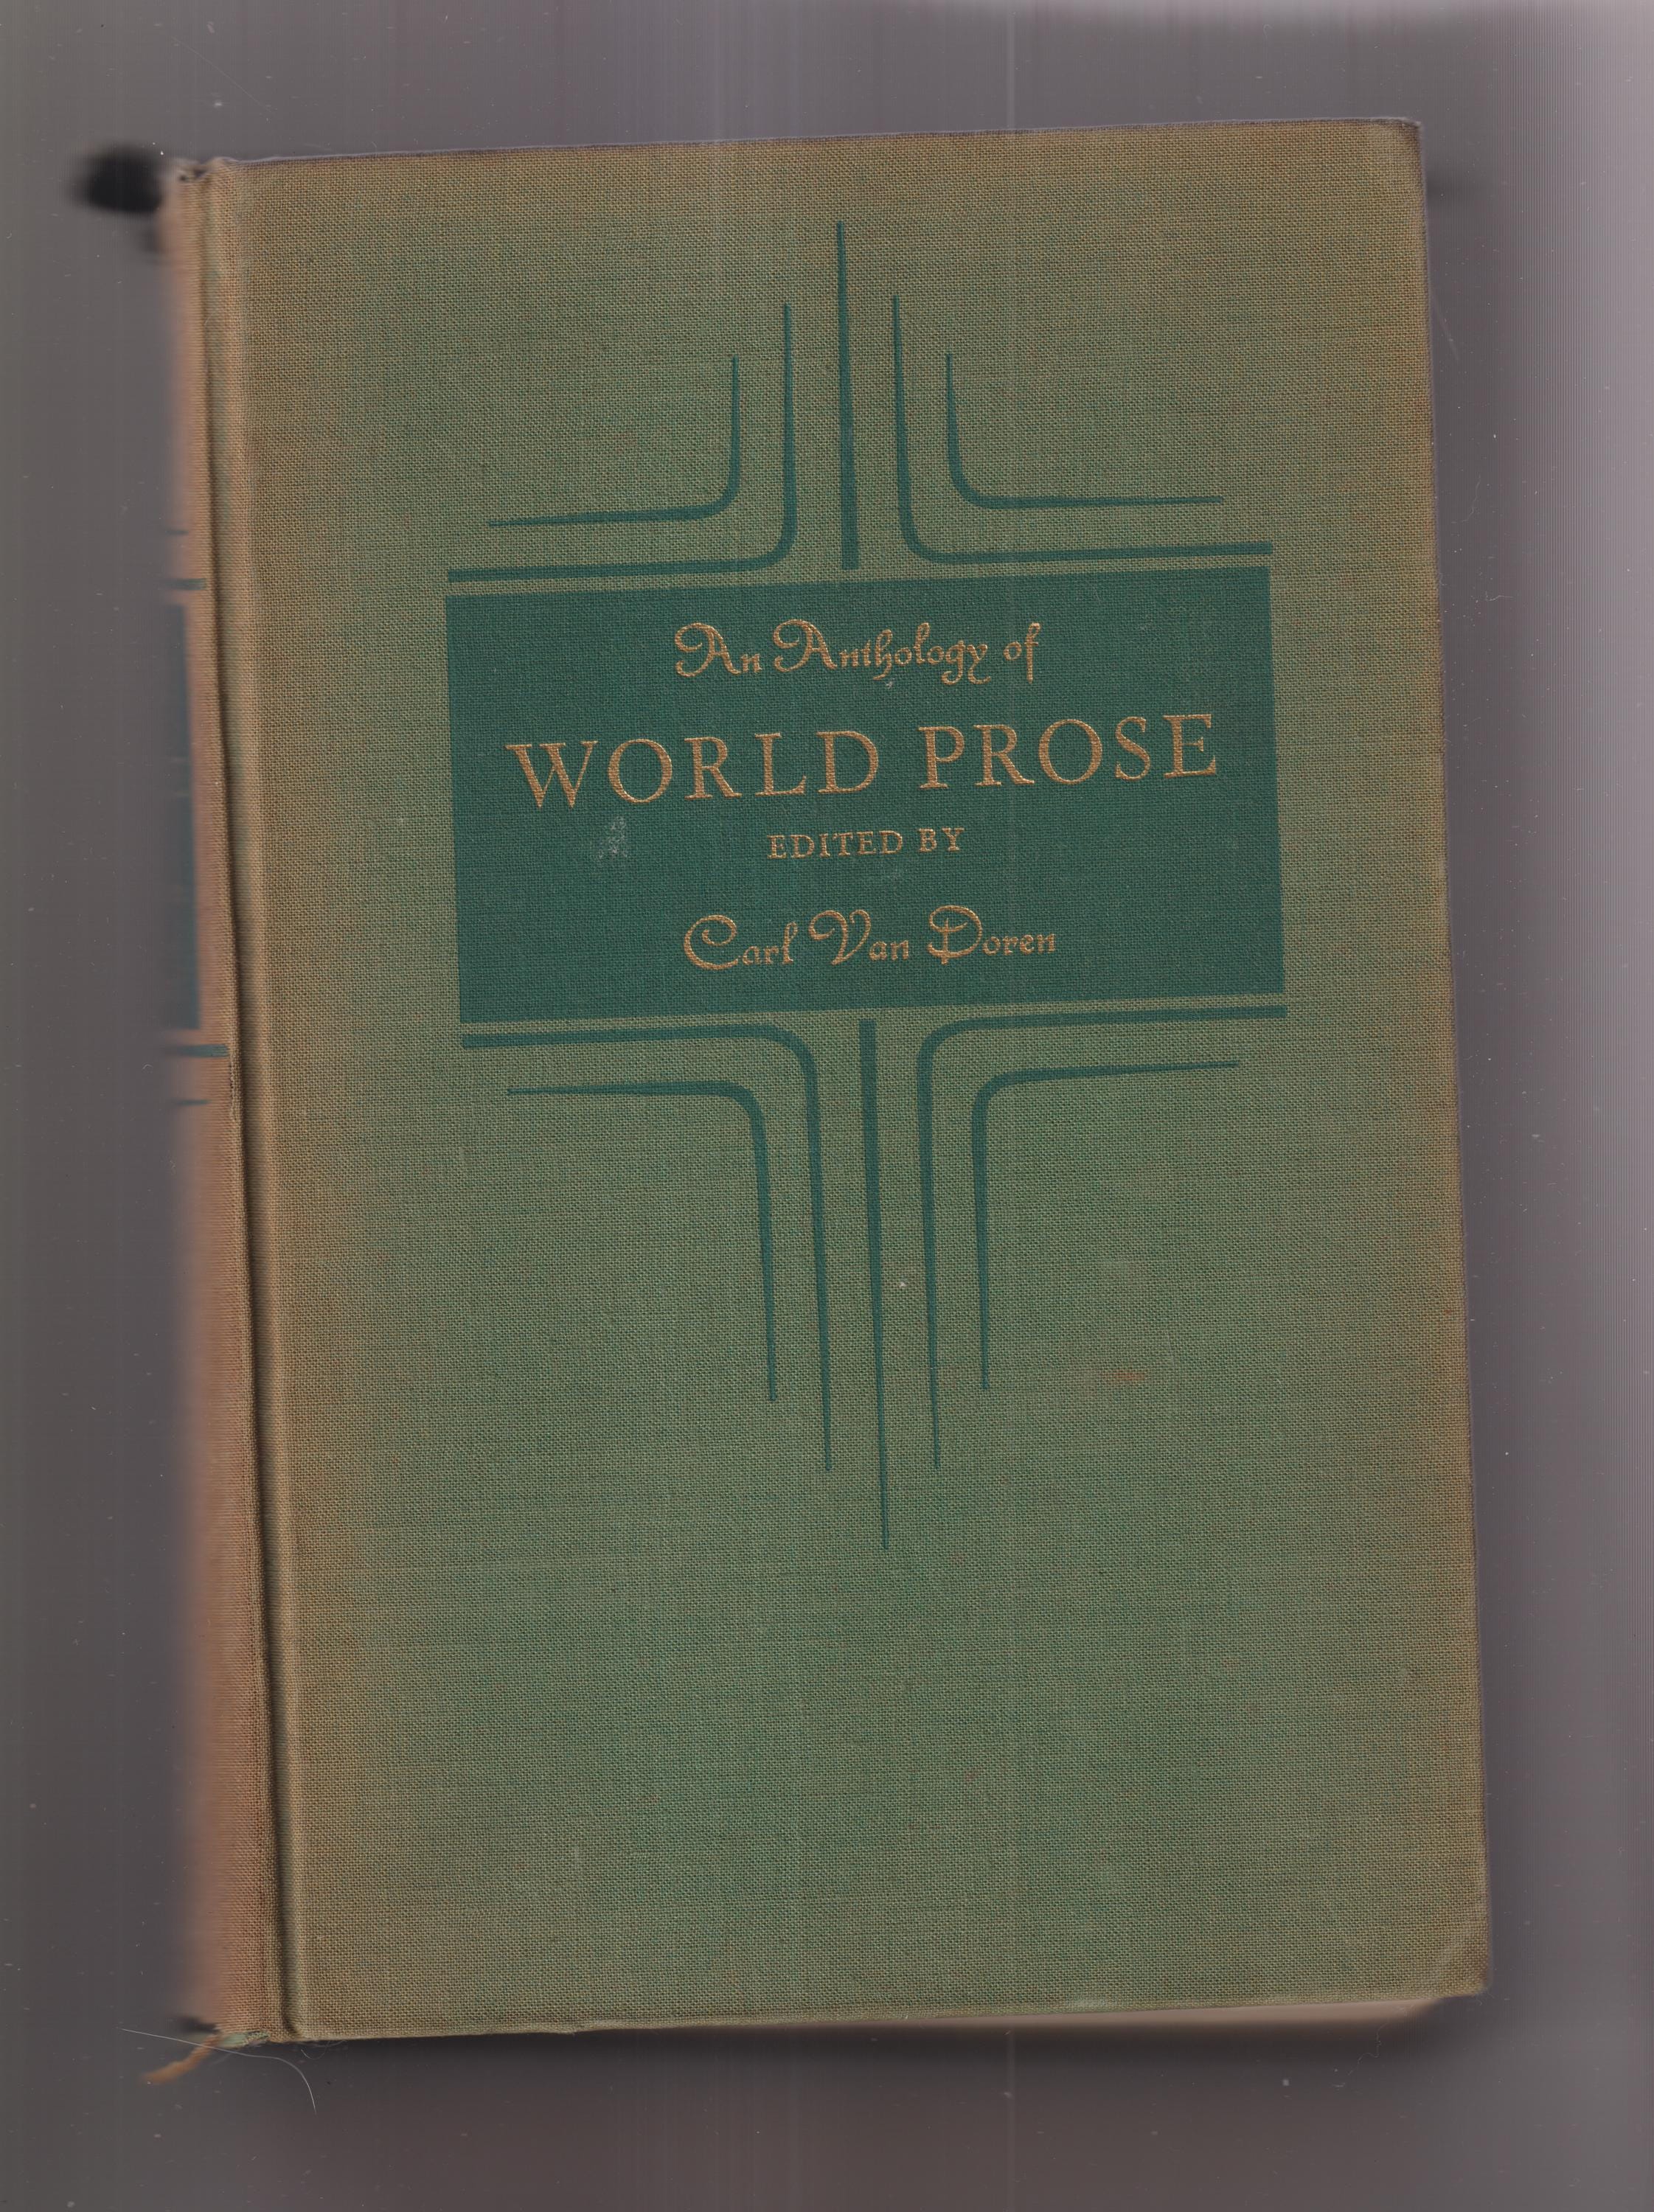 An Anthology of
WORLD PROSE
EDITED BY
Carl Van Doren